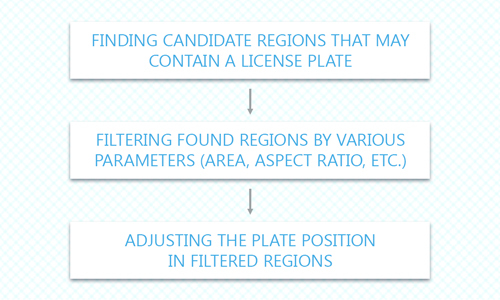 FINDING CANDIDATE REGIONS THAT MAY
CONTAIN A LICENSE PLATE
FILTERING FOUND REGIONS BY VARIOUS
PARAMETERS (AREA, ASPECT RATIO, ETC.)
ADJUSTING THE PLATE POSITION
IN FILTERED REGIONS